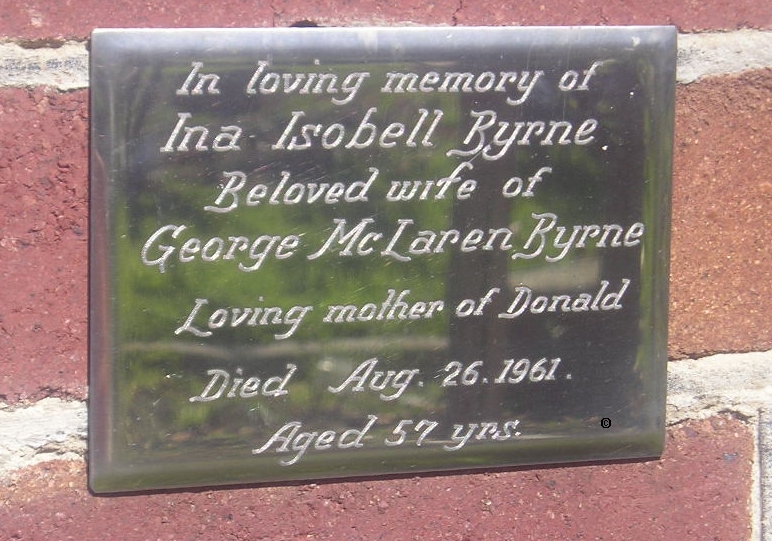 In loving memory of
Ina Isobell Byrne
Beloved wife of
George McLaren Byrne
Loving mother of Donald
Died Aug. 26. 1961.
Aged 57 yrs.
©